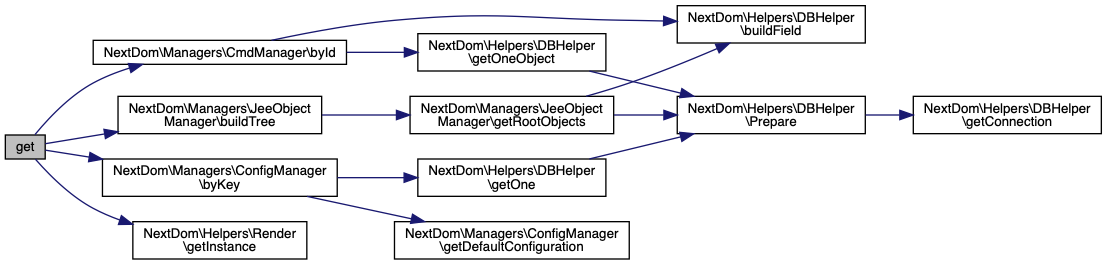 get
NextDom\Managers\CmdManager\byId
NextDom\Managers\JeeObject
Manager\buildTree
NextDom\Managers\ConfigManager
\byKey
NextDom\Helpers\Render
\getInstance
NextDom\Helpers\DBHelper
\getOneObject
NextDom\Managers\JeeObject
Manager\getRootObjects
NextDom\Helpers\DBHelper
\getOne
NextDom\Managers\ConfigManager
\getDefaultConfiguration
NextDom\Helpers\DBHelper
\buildField
NextDom\Helpers\DBHelper
\Prepare
NextDom\Helpers\DBHelper
\getConnection